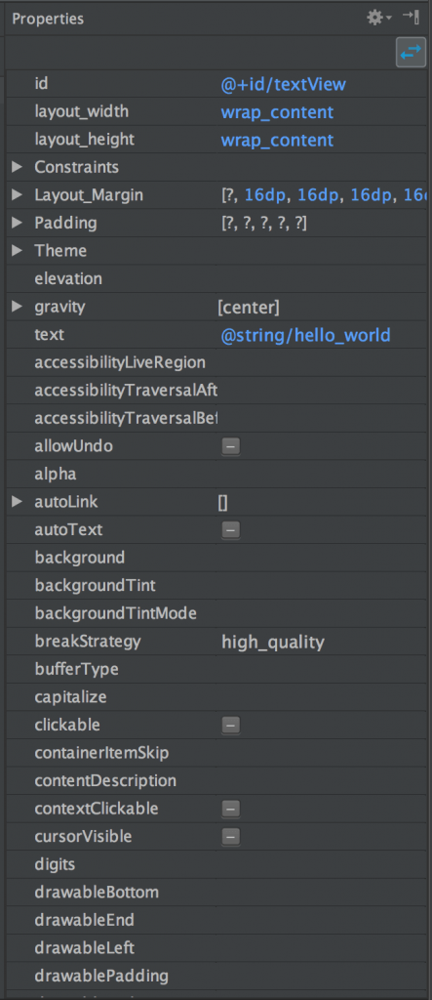 Properties
id @+id/textView
layout_width wrap_content
layout_height wrap_content
Constraints
Layout_Margin [?, 16dp, 16dp, 16dp, 16
Padding [?, ?, ?, ?, ?]
Theme
elevation
gravity [center]
text @string/hello_world
accessibilityLiveRegion
accessibilityTraversalAft
accessibilityTraversalBef
allowUndo
alpha
autoLink []
autoText
background
backgroundTint
backgroundTintMode
breakStrategy high_quality
bufferType
capitalize
clickable
containerItemSkip
contentDescription
contextClickable
cursorVisible
digits
drawableBottom
drawableEnd
drawableLeft
drawablePadding